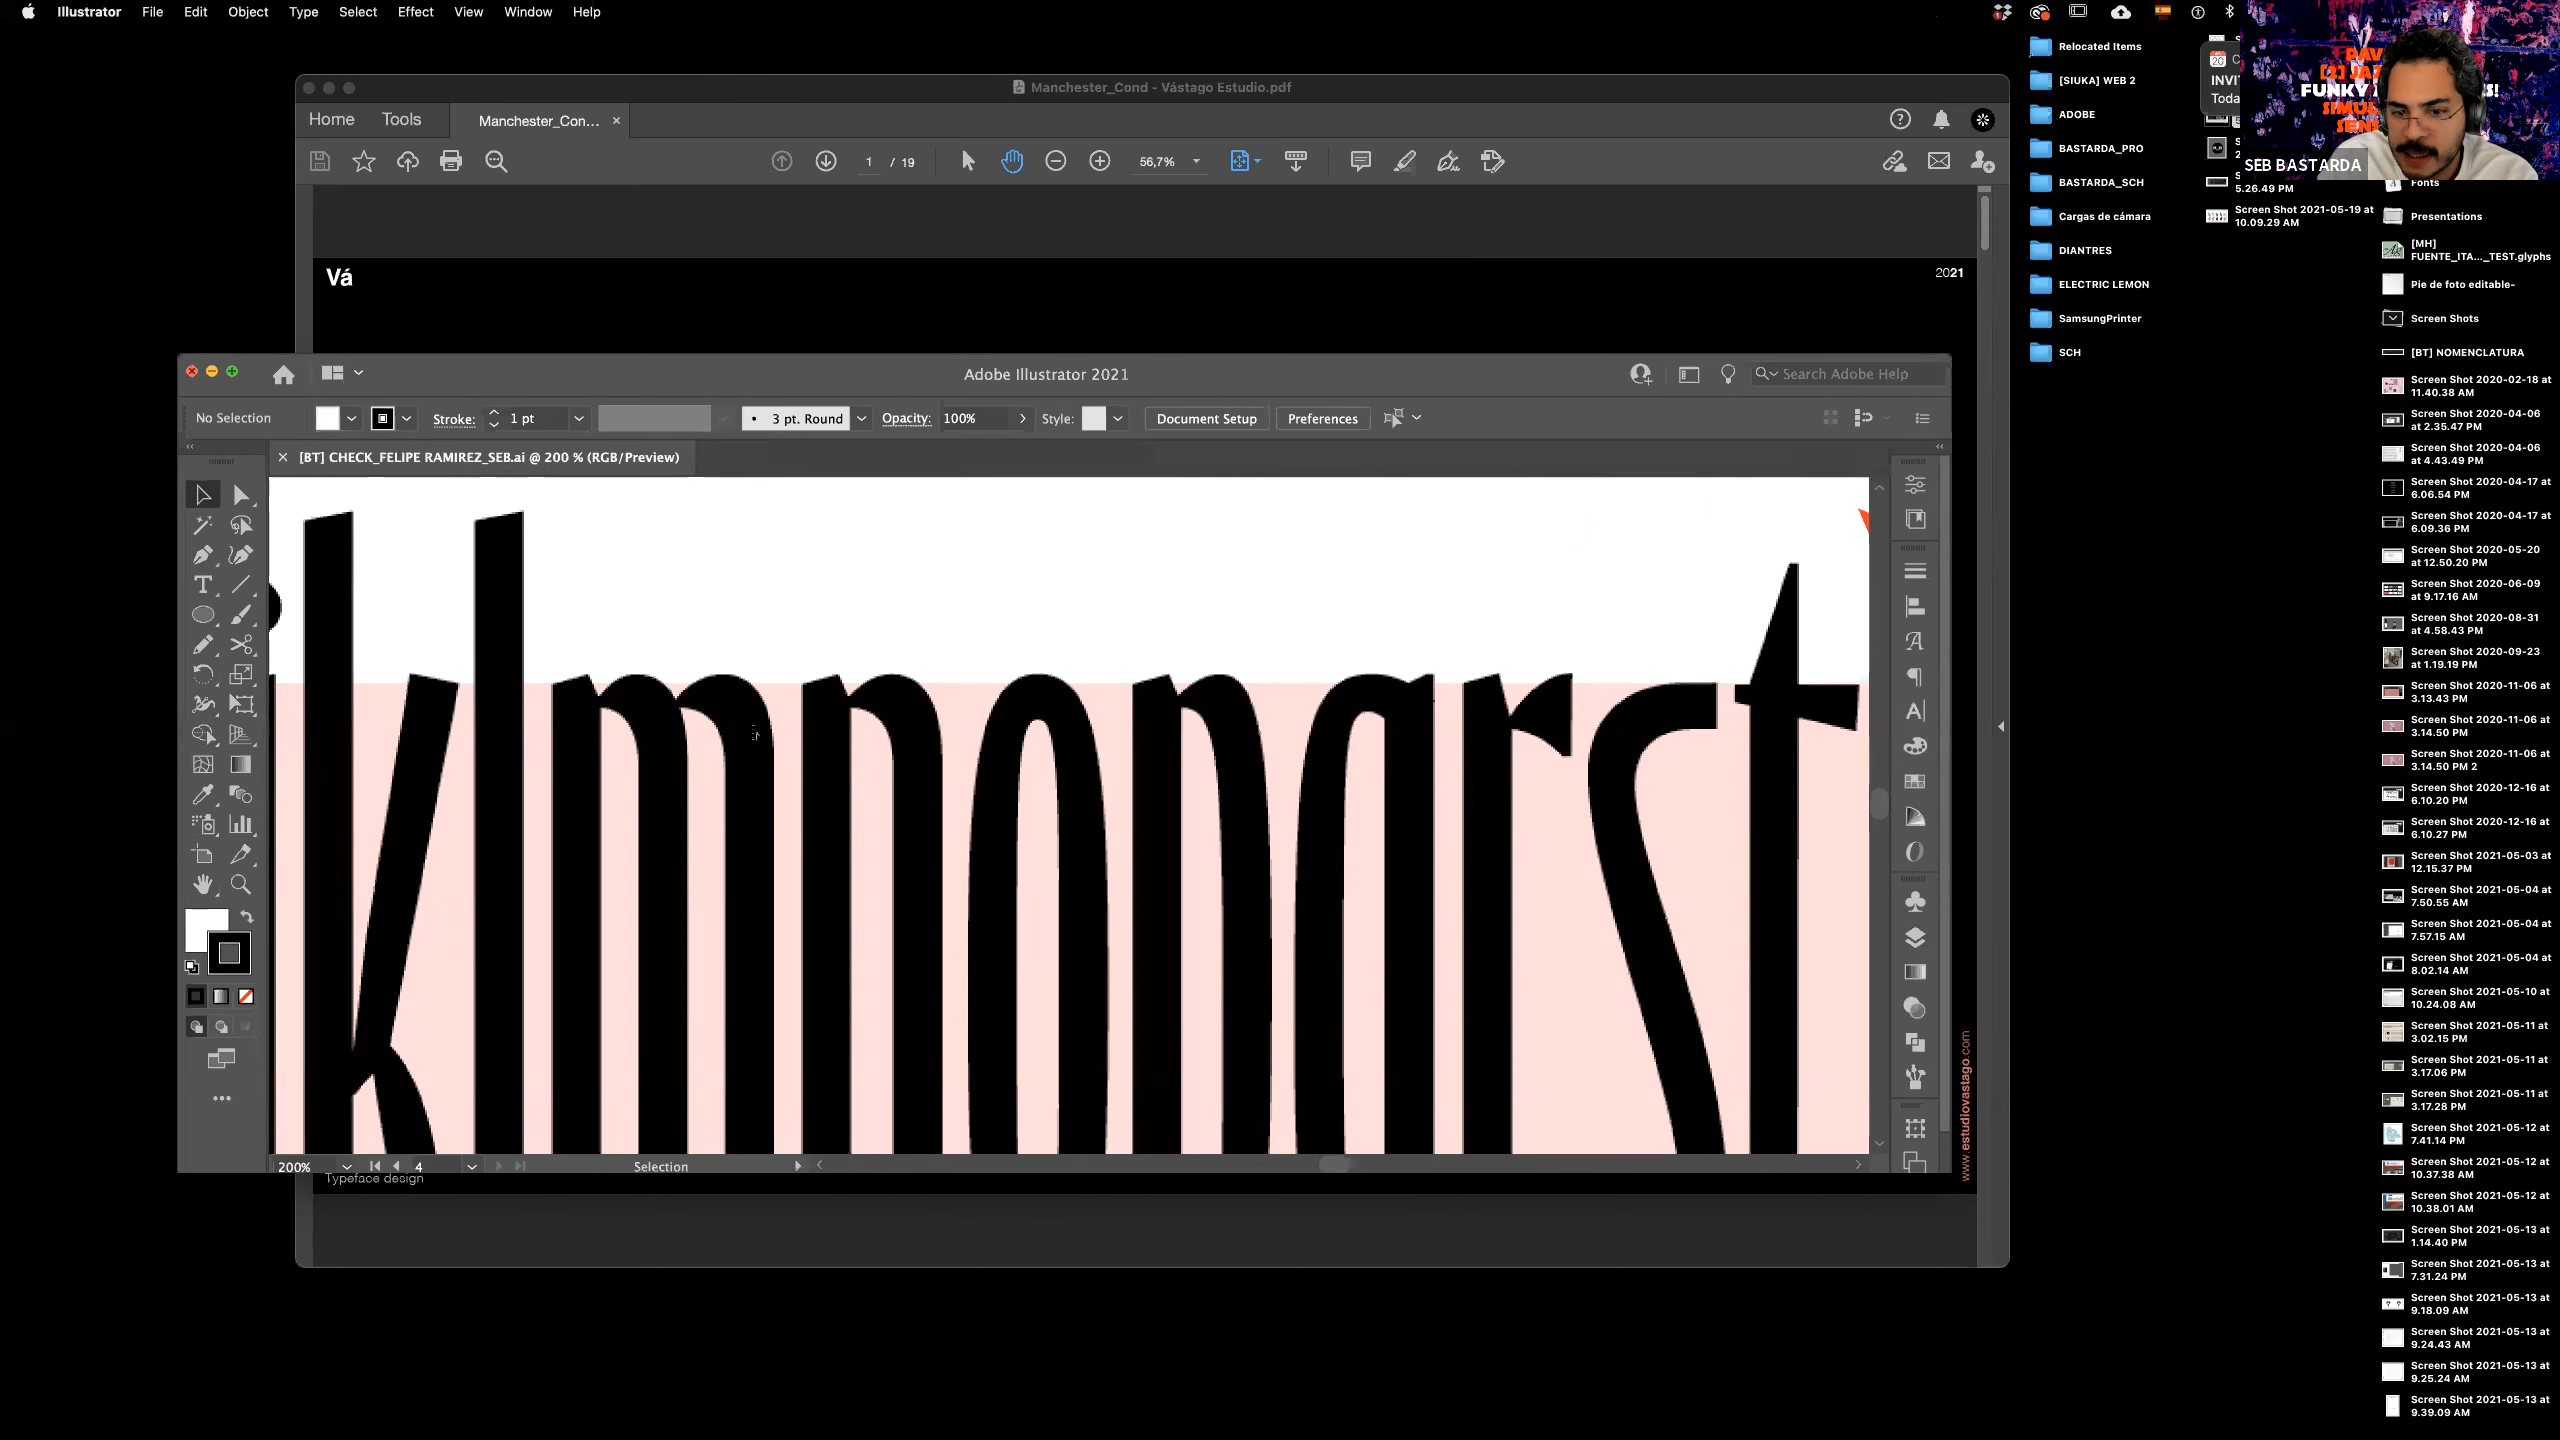 Illustrator File Edit Object Type Select Effect View Window Help
Manchester_Cond - Vástago Estudio.pdf
Home Tools Manchester_Con... ×
1 / 19 56,7%
Vá
2021
Adobe Illustrator 2021
Search Adobe Help
No Selection Stroke: 1 pt 3 pt. Round Opacity: 100% Style: Document Setup Preferences
× [BT] CHECK_FELIPE RAMIREZ_SEB.ai @ 200 % (RGB/Preview)
klmnopqrst
200% 4 Selection
Typeface design
www.estudiovastago.com
Relocated Items
[SIUKA] WEB 2
ADOBE
BASTARDA_PRO
BASTARDA_SCH
Cargas de cámara
DIANTRES
ELECTRIC LEMON
SamsungPrinter
SCH
20
INVIT
Today
FUNKY
SEB BASTARDA
5.26.49 PM
Screen Shot 2021-05-19 at
10.09.29 AM
Fonts
Presentations
[MH]
FUENTE_ITA..._TEST.glyphs
Pie de foto editable-
Screen Shots
[BT] NOMENCLATURA
Screen Shot 2020-02-18 at
11.40.38 AM
Screen Shot 2020-04-06
at 2.35.47 PM
Screen Shot 2020-04-06
at 4.43.49 PM
Screen Shot 2020-04-17 at
6.06.54 PM
Screen Shot 2020-04-17 at
6.09.36 PM
Screen Shot 2020-05-20
at 12.50.20 PM
Screen Shot 2020-06-09
at 9.17.16 AM
Screen Shot 2020-08-31
at 4.58.43 PM
Screen Shot 2020-09-23
at 1.19.19 PM
Screen Shot 2020-11-06 at
3.13.43 PM
Screen Shot 2020-11-06 at
3.14.50 PM
Screen Shot 2020-11-06 at
3.14.50 PM 2
Screen Shot 2020-12-16 at
6.10.20 PM
Screen Shot 2020-12-16 at
6.10.27 PM
Screen Shot 2021-05-03 at
12.15.37 PM
Screen Shot 2021-05-04 at
7.50.55 AM
Screen Shot 2021-05-04 at
7.57.15 AM
Screen Shot 2021-05-04 at
8.02.14 AM
Screen Shot 2021-05-10 at
10.24.08 AM
Screen Shot 2021-05-11 at
3.02.15 PM
Screen Shot 2021-05-11 at
3.17.06 PM
Screen Shot 2021-05-11 at
3.17.28 PM
Screen Shot 2021-05-12 at
7.41.14 PM
Screen Shot 2021-05-12 at
10.37.38 AM
Screen Shot 2021-05-12 at
10.38.01 AM
Screen Shot 2021-05-13 at
1.14.40 PM
Screen Shot 2021-05-13 at
7.31.24 PM
Screen Shot 2021-05-13 at
9.18.09 AM
Screen Shot 2021-05-13 at
9.24.43 AM
Screen Shot 2021-05-13 at
9.25.24 AM
Screen Shot 2021-05-13 at
9.39.09 AM